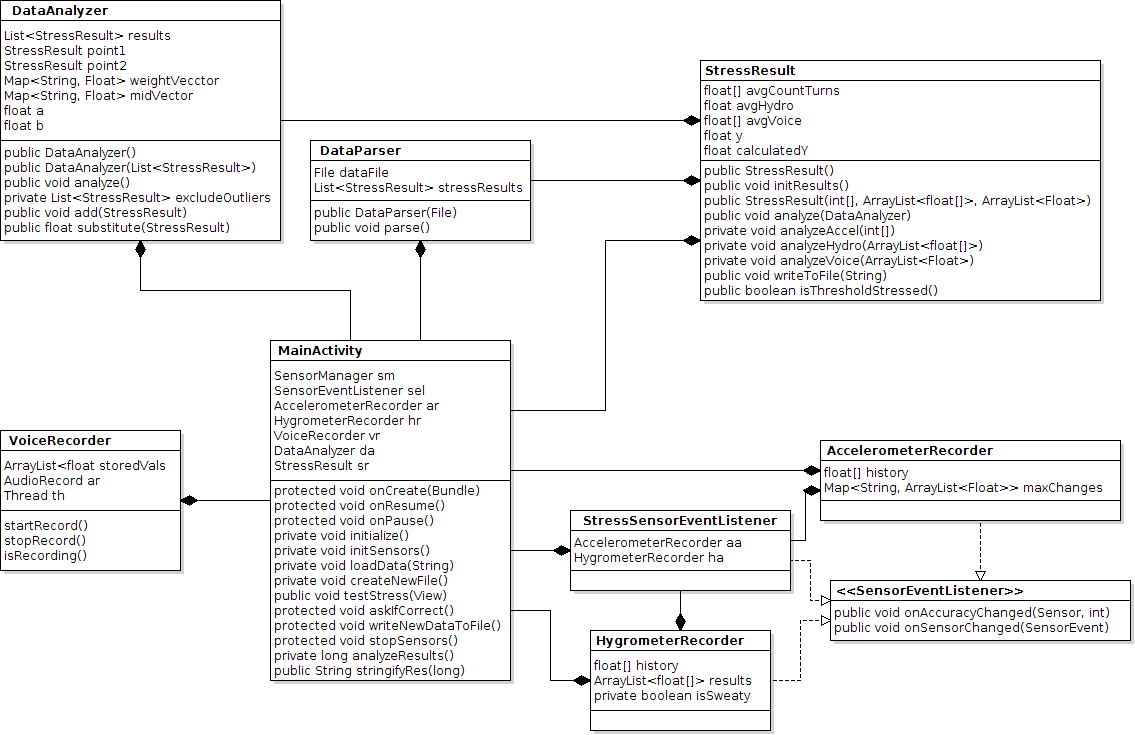 DataAnalyzer
List<StressResult> results
StressResult point1
StressResult point2
Map<String, Float> weightVecctor
Map<String, Float> midVector
float a
float b
public DataAnalyzer()
public DataAnalyzer(List<StressResult>)
public void analyze()
private List<StressResult> excludeOutliers
public void add(StressResult)
public float substitute(StressResult)
DataParser
File dataFile
List<StressResult> stressResults
public DataParser(File)
public void parse()
StressResult
float[] avgCountTurns
float avgHydro
float[] avgVoice
float y
float calculatedY
public StressResult()
public void initResults()
public StressResult(int[], ArrayList<float[]>, ArrayList<Float>)
public void analyze(DataAnalyzer)
private void analyzeAccel(int[])
private void analyzeHydro(ArrayList<float[]>)
private void analyzeVoice(ArrayList<Float>)
public void writeToFile(String)
public boolean isThresholdStressed()
MainActivity
SensorManager sm
SensorEventListener sel
AccelerometerRecorder ar
HygrometerRecorder hr
VoiceRecorder vr
DataAnalyzer da
StressResult sr
protected void onCreate(Bundle)
protected void onResume()
protected void onPause()
private void initialize()
private void initSensors()
private void loadData(String)
private void createNewFile()
public void testStress(View)
protected void askIfCorrect()
protected void writeNewDataToFile()
protected void stopSensors()
private long analyzeResults()
public String stringifyRes(long)
VoiceRecorder
ArrayList<float storedVals
AudioRecord ar
Thread th
startRecord()
stopRecord()
isRecording()
AccelerometerRecorder
float[] history
Map<String, ArrayList<Float>> maxChanges
StressSensorEventListener
AccelerometerRecorder aa
HygrometerRecorder ha
<<SensorEventListener>>
public void onAccuracyChanged(Sensor, int)
public void onSensorChanged(SensorEvent)
HygrometerRecorder
float[] history
ArrayList<float[]> results
private boolean isSweaty